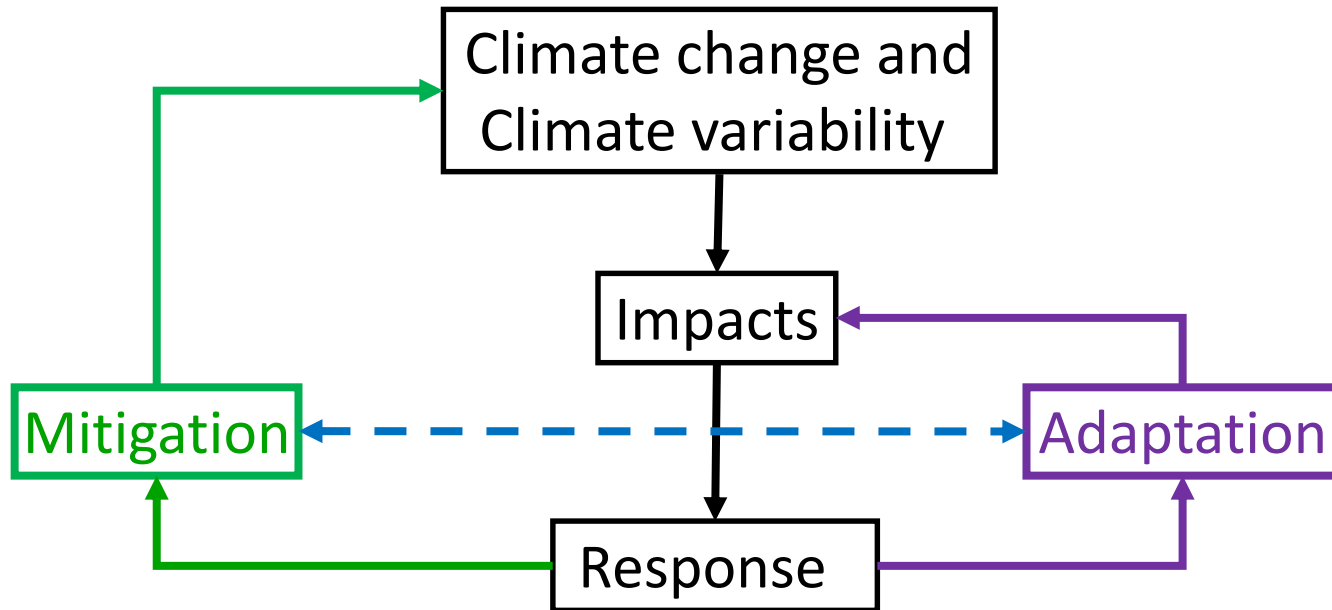 Climate change and
Climate variability
Impacts
Mitigation
Adaptation
Response